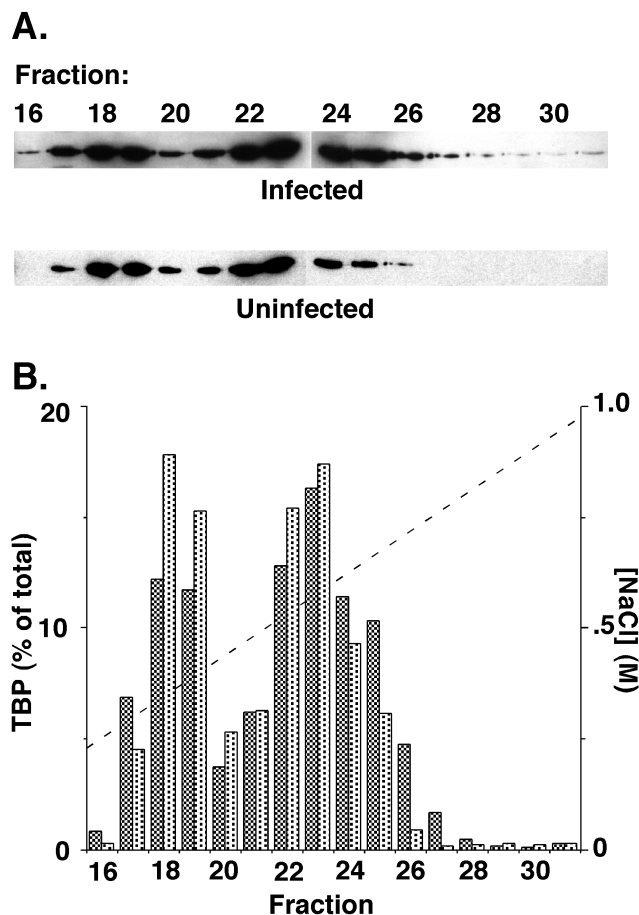 A.
Fraction:
16 18 20 22 24 26 28 30
Infected
Uninfected
B.
20 1.0
10 .5
0 0
TBP (% of total)
[NaCl] (M)
16 18 20 22 24 26 28 30
Fraction